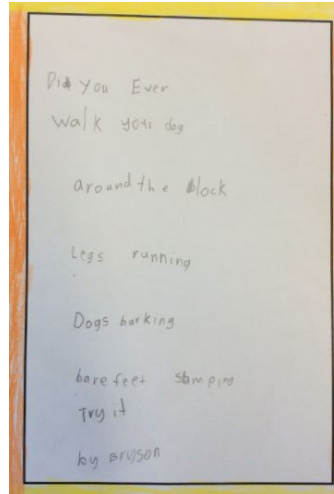 Did you Ever
Walk your dog
around the block
Legs running
Dogs barking
bare feet stomping
Try it
by Bryson